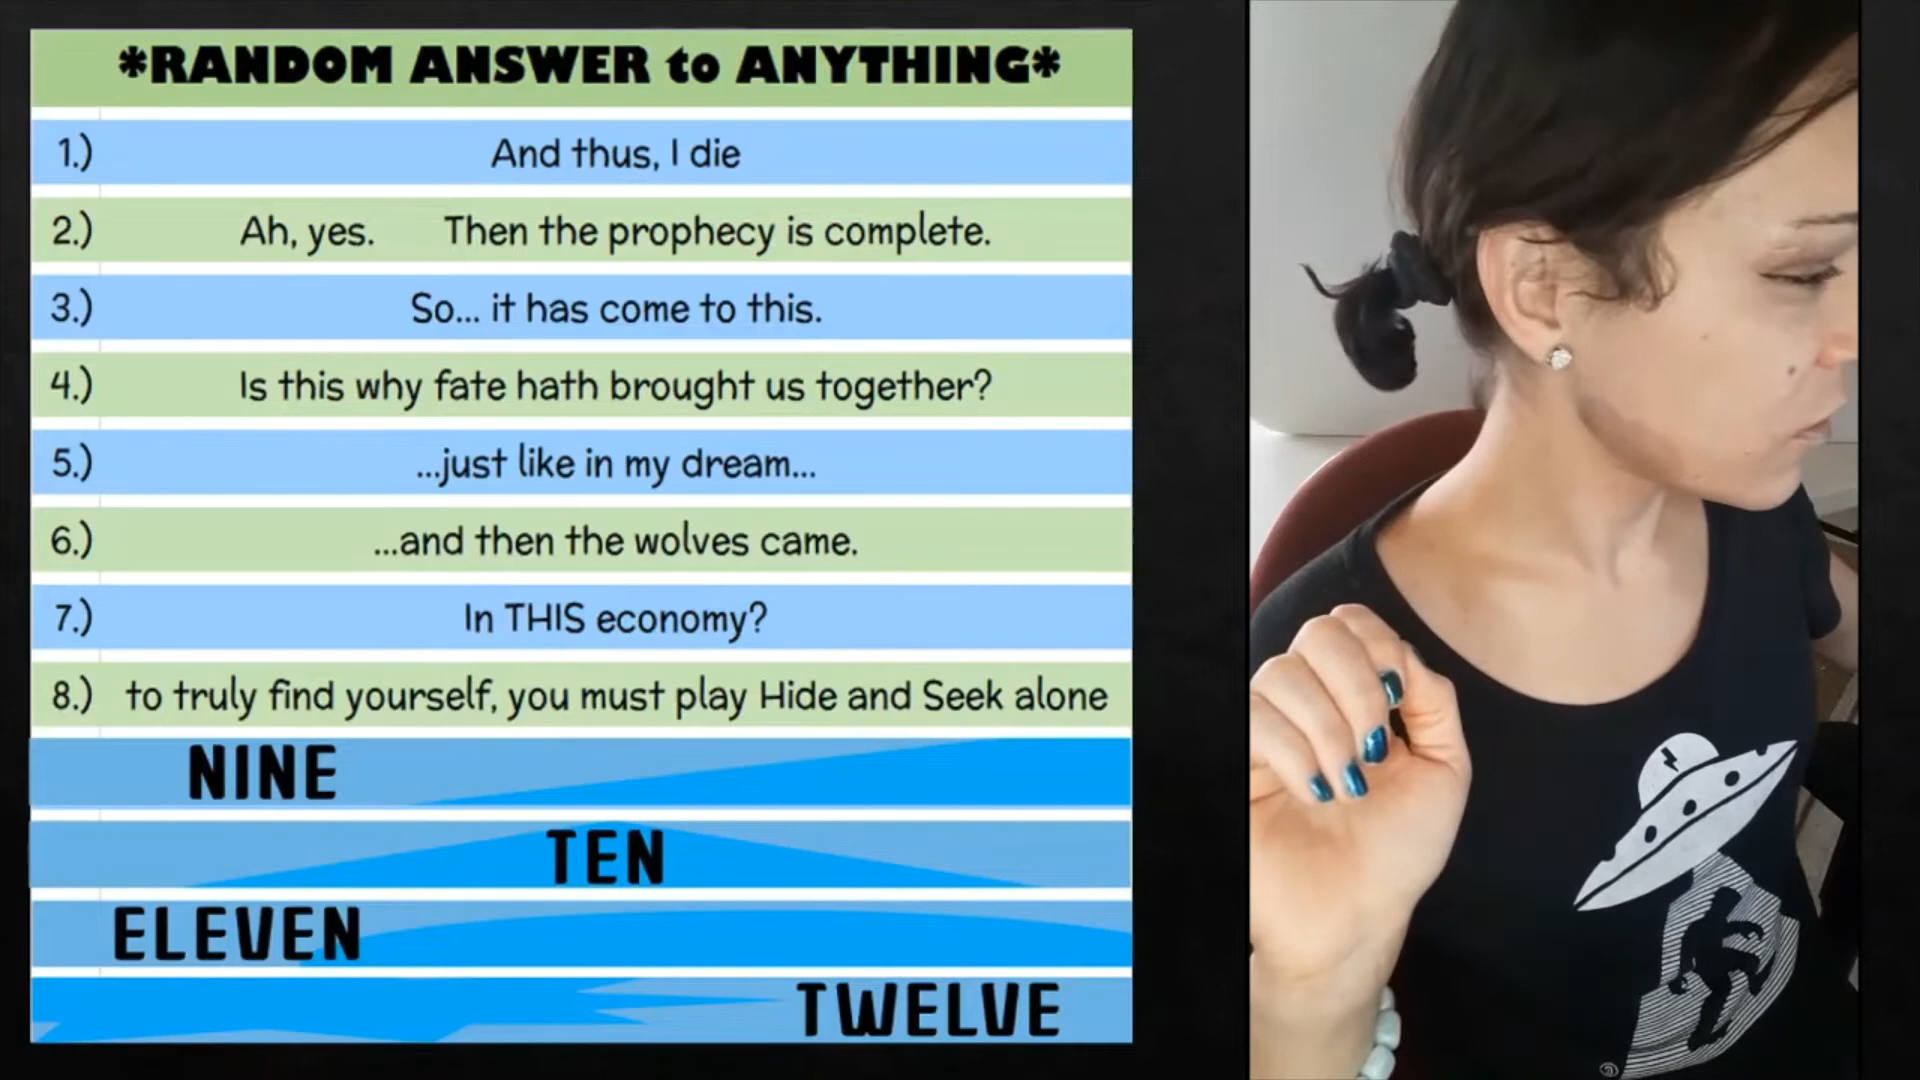 *RANDOM ANSWER to ANYTHING*
1.) And thus, I die
2.) Ah, yes. Then the prophecy is complete.
3.) So... it has come to this.
4.) Is this why fate hath brought us together?
5.) ...just like in my dream...
6.) ...and then the wolves came.
7.) In THIS economy?
8.) to truly find yourself, you must play Hide and Seek alone
NINE
TEN
ELEVEN
TWELVE